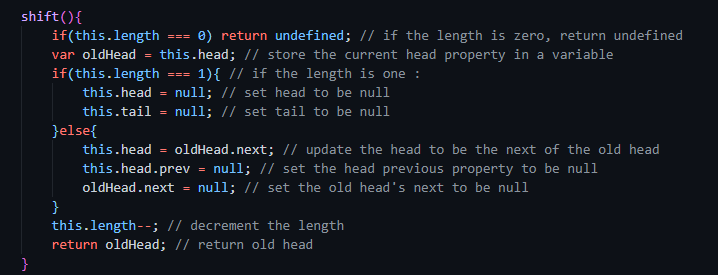 shift(){
    if(this.length === 0) return undefined; // if the length is zero, return undefined
    var oldHead = this.head; // store the current head property in a variable
    if(this.length === 1){ // if the length is one :
        this.head = null; // set head to be null
        this.tail = null; // set tail to be null
    }else{
        this.head = oldHead.next; // update the head to be the next of the old head
        this.head.prev = null; // set the head previous property to be null
        oldHead.next = null; // set the old head's next to be null
    }
    this.length--; // decrement the length
    return oldHead; // return old head
}